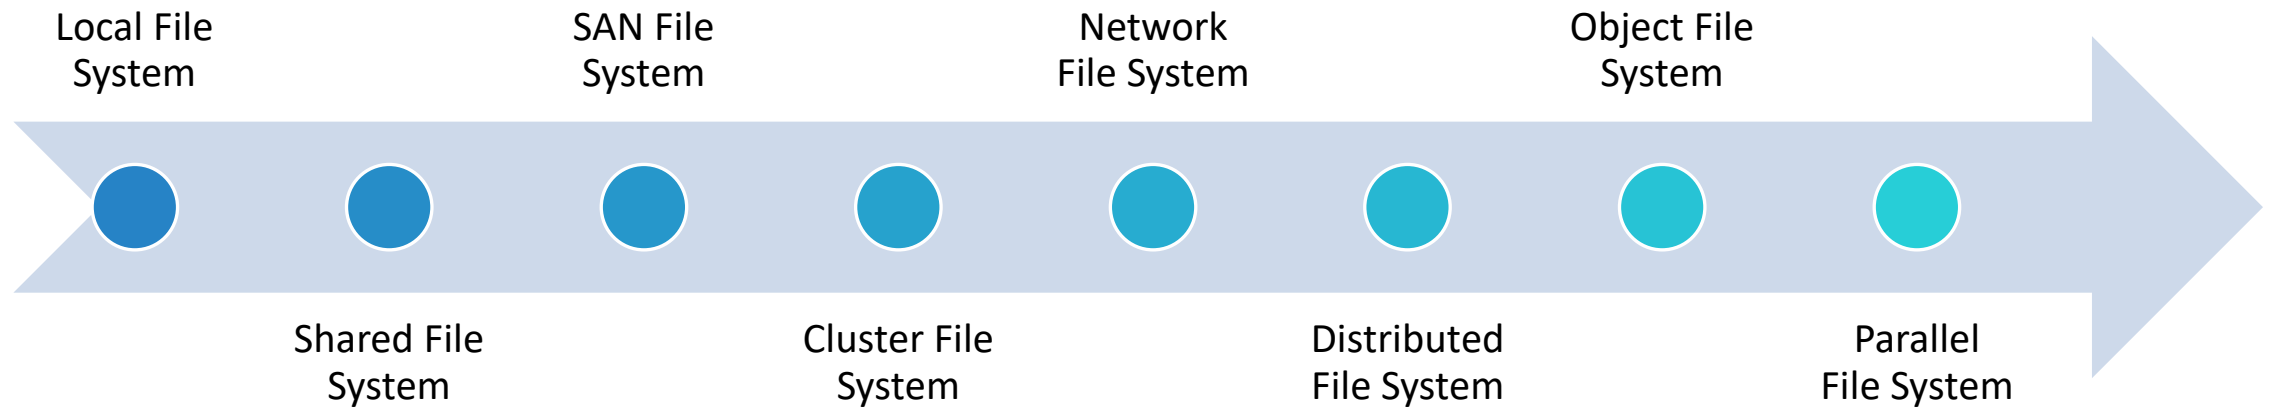 Local File
System
Shared File
System
SAN File
System
Cluster File
System
Network
File System
Distributed
File System
Object File
System
Parallel
File System